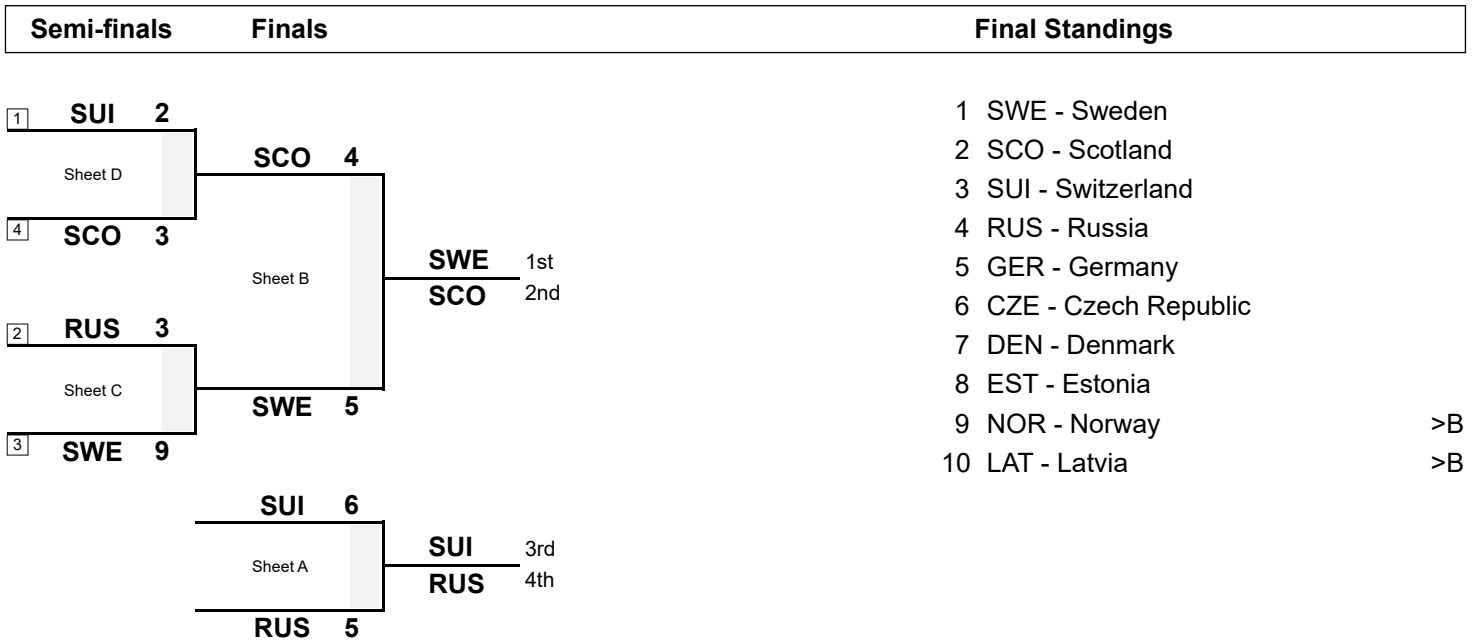 Semi-finals Finals Final Standings
1 SUI 2
Sheet D
4 SCO 3
SCO 4
Sheet B
SWE 5
2 RUS 3
Sheet C
3 SWE 9
SWE 1st
SCO 2nd
SUI 6
Sheet A
RUS 5
SUI 3rd
RUS 4th
1 SWE - Sweden
2 SCO - Scotland
3 SUI - Switzerland
4 RUS - Russia
5 GER - Germany
6 CZE - Czech Republic
7 DEN - Denmark
8 EST - Estonia
9 NOR - Norway >B
10 LAT - Latvia >B